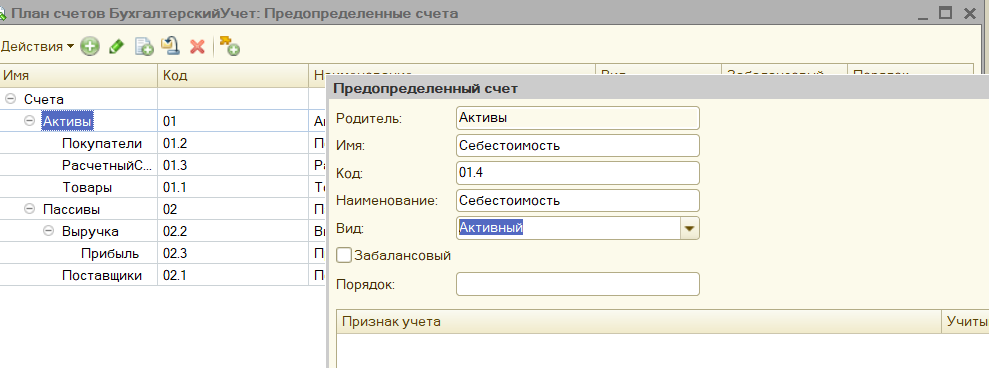 План счетов БухгалтерскийУчет: Предопределенные счета
Действия
Имя Код
Счета
Активы 01
Покупатели 01.2
РасчетныйС... 01.3
Товары 01.1
Пассивы 02
Выручка 02.2
Прибыль 02.3
Поставщики 02.1
Предопределенный счет
Родитель: Активы
Имя: Себестоимость
Код: 01.4
Наименование: Себестоимость
Вид: Активный
Забалансовый
Порядок:
Признак учета Учиты